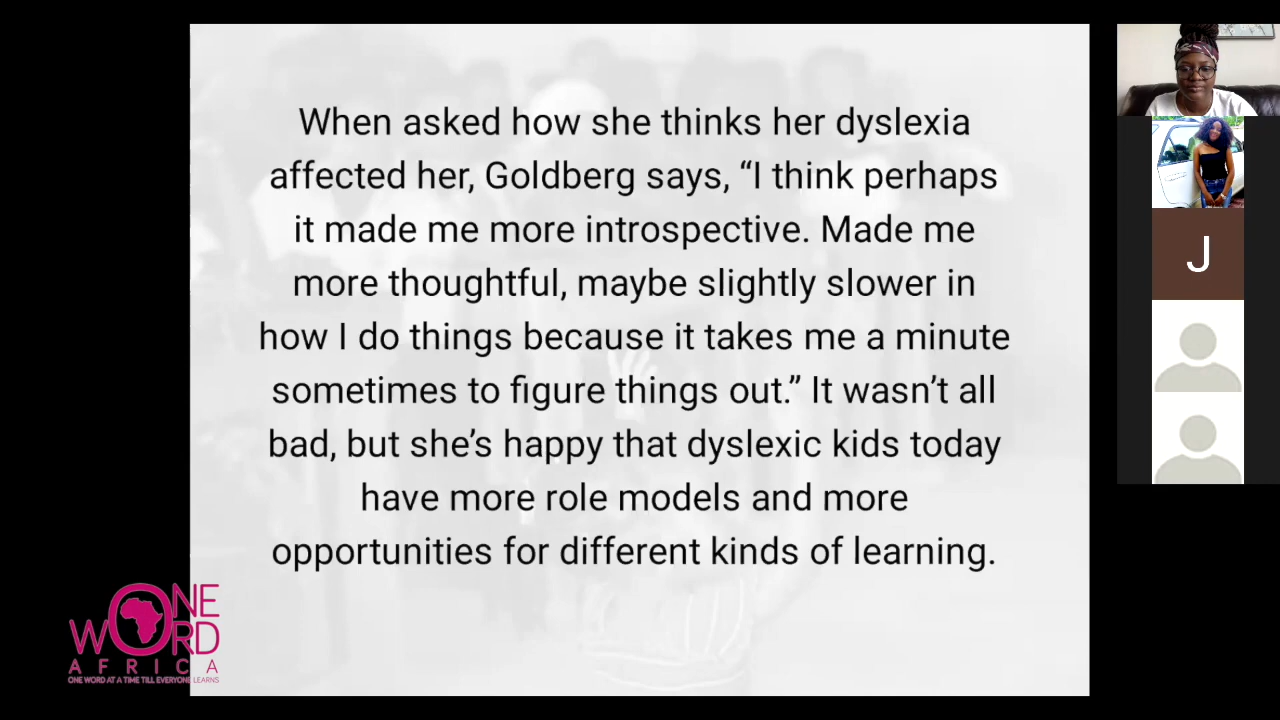 When asked how she thinks her dyslexia
affected her, Goldberg says, “I think perhaps
it made me more introspective. Made me
more thoughtful, maybe slightly slower in
how I do things because it takes me a minute
sometimes to figure things out.” It wasn’t all
bad, but she’s happy that dyslexic kids today
have more role models and more
opportunities for different kinds of learning.
J
ONE
WORD
AFRICA
ONE WORD AT A TIME TILL EVERYONE LEARNS